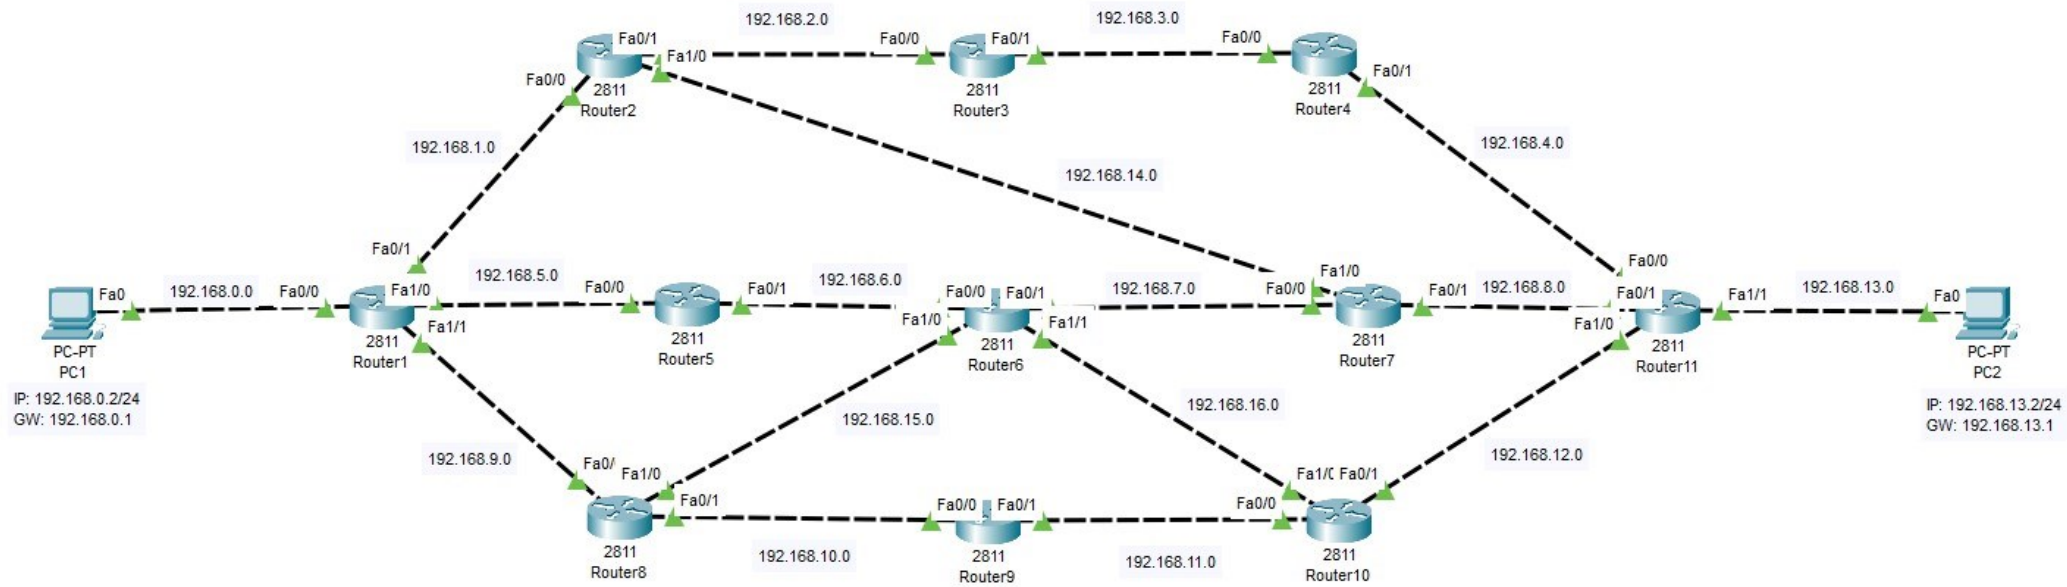 192.168.2.0
192.168.3.0
Fa0/1
Fa1/0
Fa0/0
Fa0/1
Fa0/0
Fa0/0
Fa0/1
2811
Router2
2811
Router3
2811
Router4
192.168.1.0
192.168.4.0
192.168.14.0
Fa0/1
Fa0/0
Fa1/0
Fa0
192.168.0.0
Fa0/0
Fa1/0
192.168.5.0
Fa0/0
Fa0/1
192.168.6.0
Fa0/0
Fa0/1
192.168.7.0
Fa0/0
Fa0/1
192.168.8.0
Fa0/1
Fa1/1
192.168.13.0
Fa0
Fa1/1
Fa1/0
Fa1/1
Fa1/0
PC-PT
PC1
2811
Router1
2811
Router5
2811
Router6
2811
Router7
2811
Router11
PC-PT
PC2
IP: 192.168.0.2/24
GW: 192.168.0.1
IP: 192.168.13.2/24
GW: 192.168.13.1
192.168.15.0
192.168.16.0
192.168.9.0
192.168.12.0
Fa0/
Fa1/0
Fa0/1
Fa0/0
Fa0/1
Fa0/0
Fa1/(
Fa0/1
2811
Router8
192.168.10.0
2811
Router9
192.168.11.0
2811
Router10